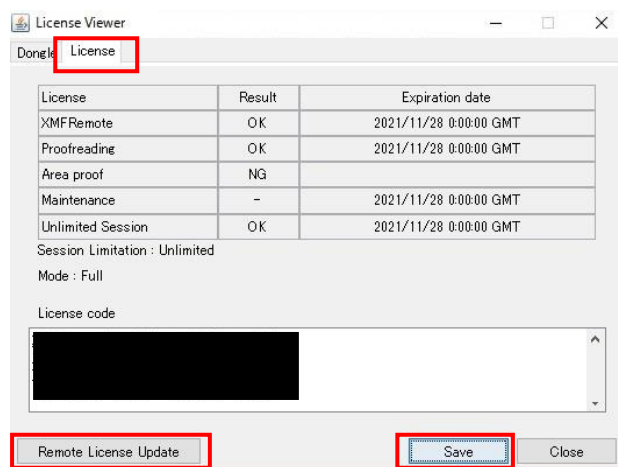 License Viewer
Dongle License
License Result Expiration date
XMFRemote OK 2021/11/28 0:00:00 GMT
Proofreading OK 2021/11/28 0:00:00 GMT
Area proof NG
Maintenance - 2021/11/28 0:00:00 GMT
Unlimited Session OK 2021/11/28 0:00:00 GMT
Session Limitation : Unlimited
Mode : Full
License code
Remote License Update Save Close